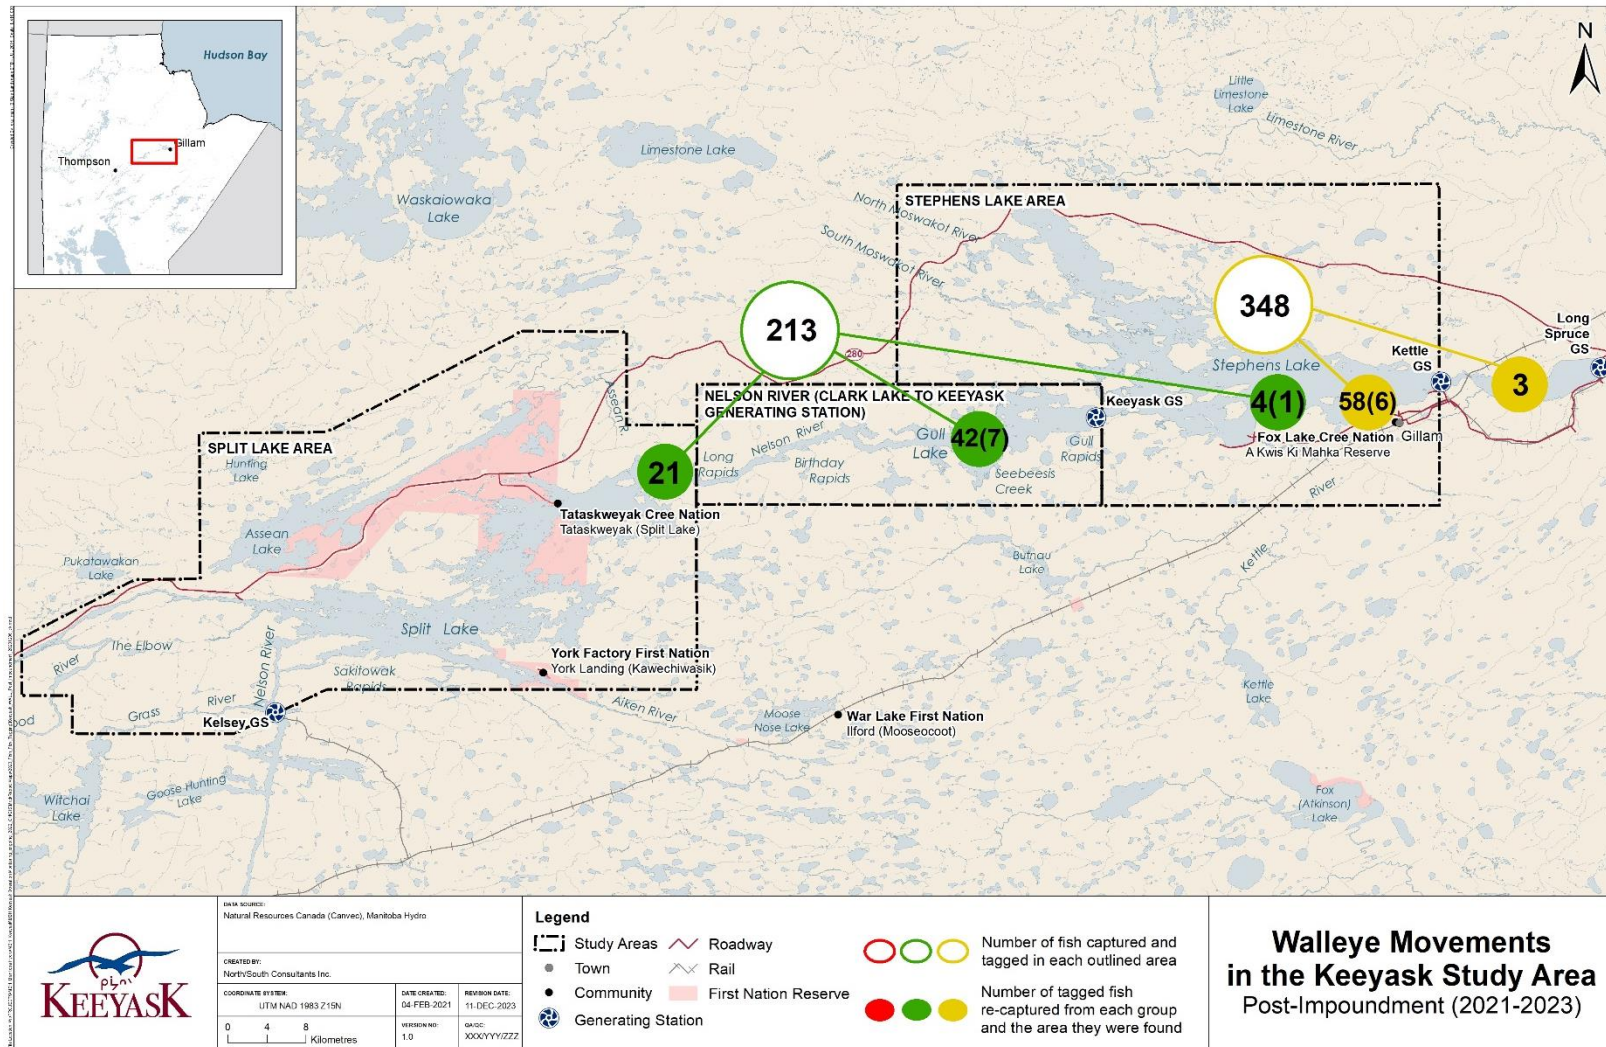 Hudson Bay
Gillam
Thompson
N
Little
Limestone
Lake
Limestone River
Limestone Lake
Waskaiowaka
Lake
STEPHENS LAKE AREA
North Moswakot River
South Moswakot River
348
213
280
Long
Spruce
GS
Kettle
GS
Stephens Lake
3
4(1)
58(6)
Gillam
Fox Lake Cree Nation
A Kwis Ki Mahka Reserve
NELSON RIVER (CLARK LAKE TO KEEYASK
GENERATING STATION)
Keeyask GS
Assean R.
Nelson River
Gull
Lake
42(7)
Gull
Rapids
Long
Rapids
Birthday
Rapids
Seebeesis
Creek
SPLIT LAKE AREA
Hunting
Lake
21
Tataskweyak Cree Nation
Tataskweyak (Split Lake)
Assean
Lake
Pukatawakan
Lake
Butnau
Lake
Kettle
River
Split Lake
The Elbow
River
Nelson River
York Factory First Nation
York Landing (Kawechiwasik)
Sakitowak
Rapids
Grass
River
Kelsey GS
ood
Aiken River
Moose
Nose Lake
War Lake First Nation
Ilford (Mooseocoot)
Kettle
Lake
Witchai
Lake
Goose Hunting
Lake
Fox
(Atkinson)
Lake
KEEYASK
DATA SOURCE:
Natural Resources Canada (Canvec), Manitoba Hydro
CREATED BY:
North/South Consultants Inc.
COORDINATE SYSTEM:
UTM NAD 1983 Z15N
DATE CREATED:
04-FEB-2021
REVISION DATE:
11-DEC-2023
0 4 8
Kilometres
VERSION NO:
1.0
QA/QC:
XXX/YYY/ZZZ
Legend
Study Areas
Town
Community
Generating Station
Roadway
Rail
First Nation Reserve
Number of fish captured and
tagged in each outlined area
Number of tagged fish
re-captured from each group
and the area they were found
Walleye Movements
in the Keeyask Study Area
Post-Impoundment (2021-2023)